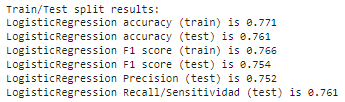 Train/Test split results:
LogisticRegression accuracy (train) is 0.771
LogisticRegression accuracy (test) is 0.761
LogisticRegression F1 score (train) is 0.766
LogisticRegression F1 score (test) is 0.754
LogisticRegression Precision (test) is 0.752
LogisticRegression Recall/Sensitividad (test) is 0.761